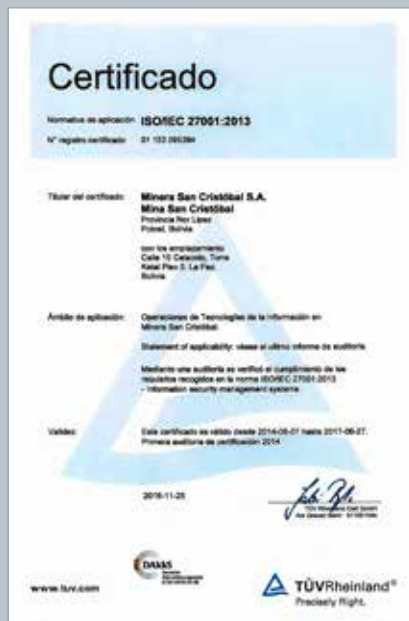 Certificado
Normativa de aplicación ISO/IEC 27001:2013
N° registro certificado 01 153
Titular del certificado: Minera San Cristóbal S.A.
Mina San Cristóbal
Provincia Nor Lípez
Potosí, Bolivia
con los emplazamiento
Calle 15 Calacoto, Torre
Ketal Piso 5, La Paz
Bolivia
Ámbito de aplicación: Operaciones de Tecnologías de la Información en
Minera San Cristóbal.
Statement of applicability: véase el último informe de auditoría.
Mediante una auditoría se verificó el cumplimiento de los
requisitos recogidos en la norma ISO/IEC 27001:2013
- Information security management systems
Validez: Este certificado es válido desde 2014-06-07 hasta 2017-06-27.
Primera auditoría de certificación 2014
2016-11-25
DAkkS
www.tuv.com
TÜVRheinland®
Precisely Right.